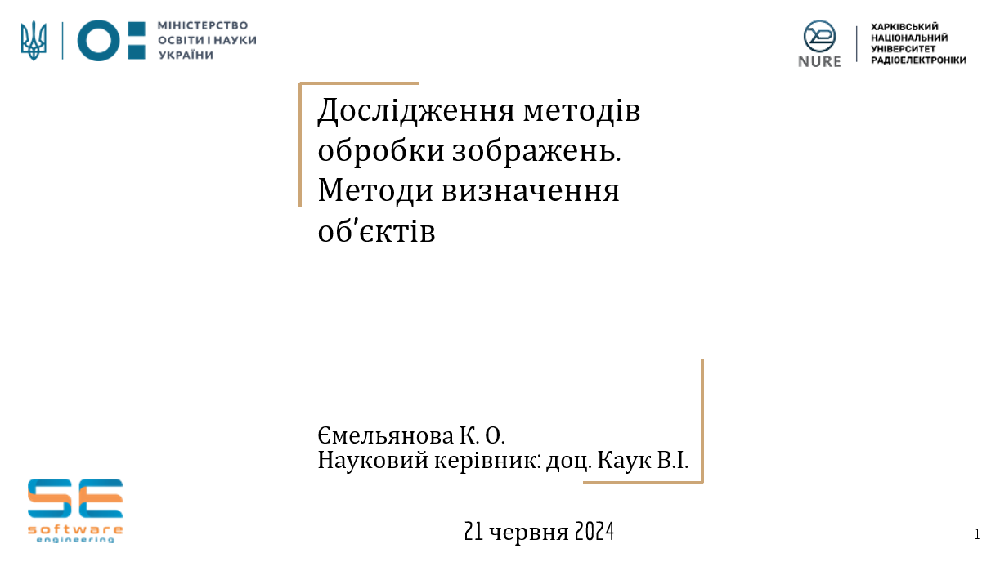 МІНІСТЕРСТВО
ОСВІТИ І НАУКИ
УКРАЇНИ
NURE
ХАРКІВСЬКИЙ
НАЦІОНАЛЬНИЙ
УНІВЕРСИТЕТ
РАДІОЕЛЕКТРОНІКИ
Дослідження методів
обробки зображень.
Методи визначення
об’єктів
Ємельянова К. О.
Науковий керівник: доц. Каук В.І.
SE
software
engineering
21 червня 2024
1